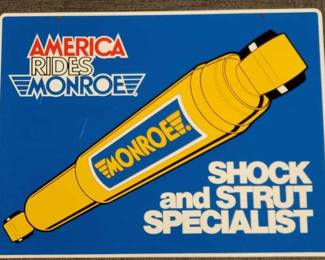 AMERICA
RIDES
MONROE
MONROE
SHOCK
and STRUT
SPECIALIST